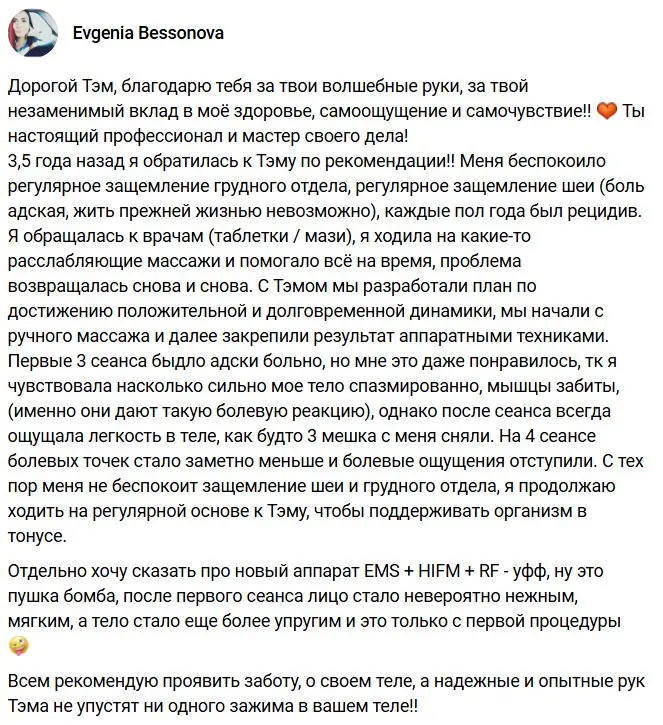 Evgenia Bessonova
Дорогой Тэм, благодарю тебя за твои волшебные руки, за твой
незаменимый вклад в моё здоровье, самоощущение и самочувствие!! ❤️ Ты
настоящий профессионал и мастер своего дела!
3,5 года назад я обратилась к Тэму по рекомендации!! Меня беспокоило
регулярное защемление грудного отдела, регулярное защемление шеи (боль
адская, жить прежней жизнью невозможно), каждые пол года был рецидив.
Я обращалась к врачам (таблетки / мази), я ходила на какие-то
расслабляющие массажи и помогало всё на время, проблема
возвращалась снова и снова. С Тэмом мы разработали план по
достижению положительной и долговременной динамики, мы начали с
ручного массажа и далее закрепили результат аппаратными техниками.
Первые 3 сеанса быдло адски больно, но мне это даже понравилось, тк я
чувствовала насколько сильно мое тело спазмированно, мышцы забиты,
(именно они дают такую болевую реакцию), однако после сеанса всегда
ощущала легкость в теле, как будто 3 мешка с меня сняли. На 4 сеансе
болевых точек стало заметно меньше и болевые ощущения отступили. С тех
пор меня не беспокоит защемление шеи и грудного отдела, я продолжаю
ходить на регулярной основе к Тэму, чтобы поддерживать организм в
тонусе.
Отдельно хочу сказать про новый аппарат EMS + HIFM + RF - уфф, ну это
пушка бомба, после первого сеанса лицо стало невероятно нежным,
мягким, а тело стало еще более упругим и это только с первой процедуры
🤪
Всем рекомендую проявить заботу, о своем теле, а надежные и опытные рук
Тэма не упустят ни одного зажима в вашем теле!!